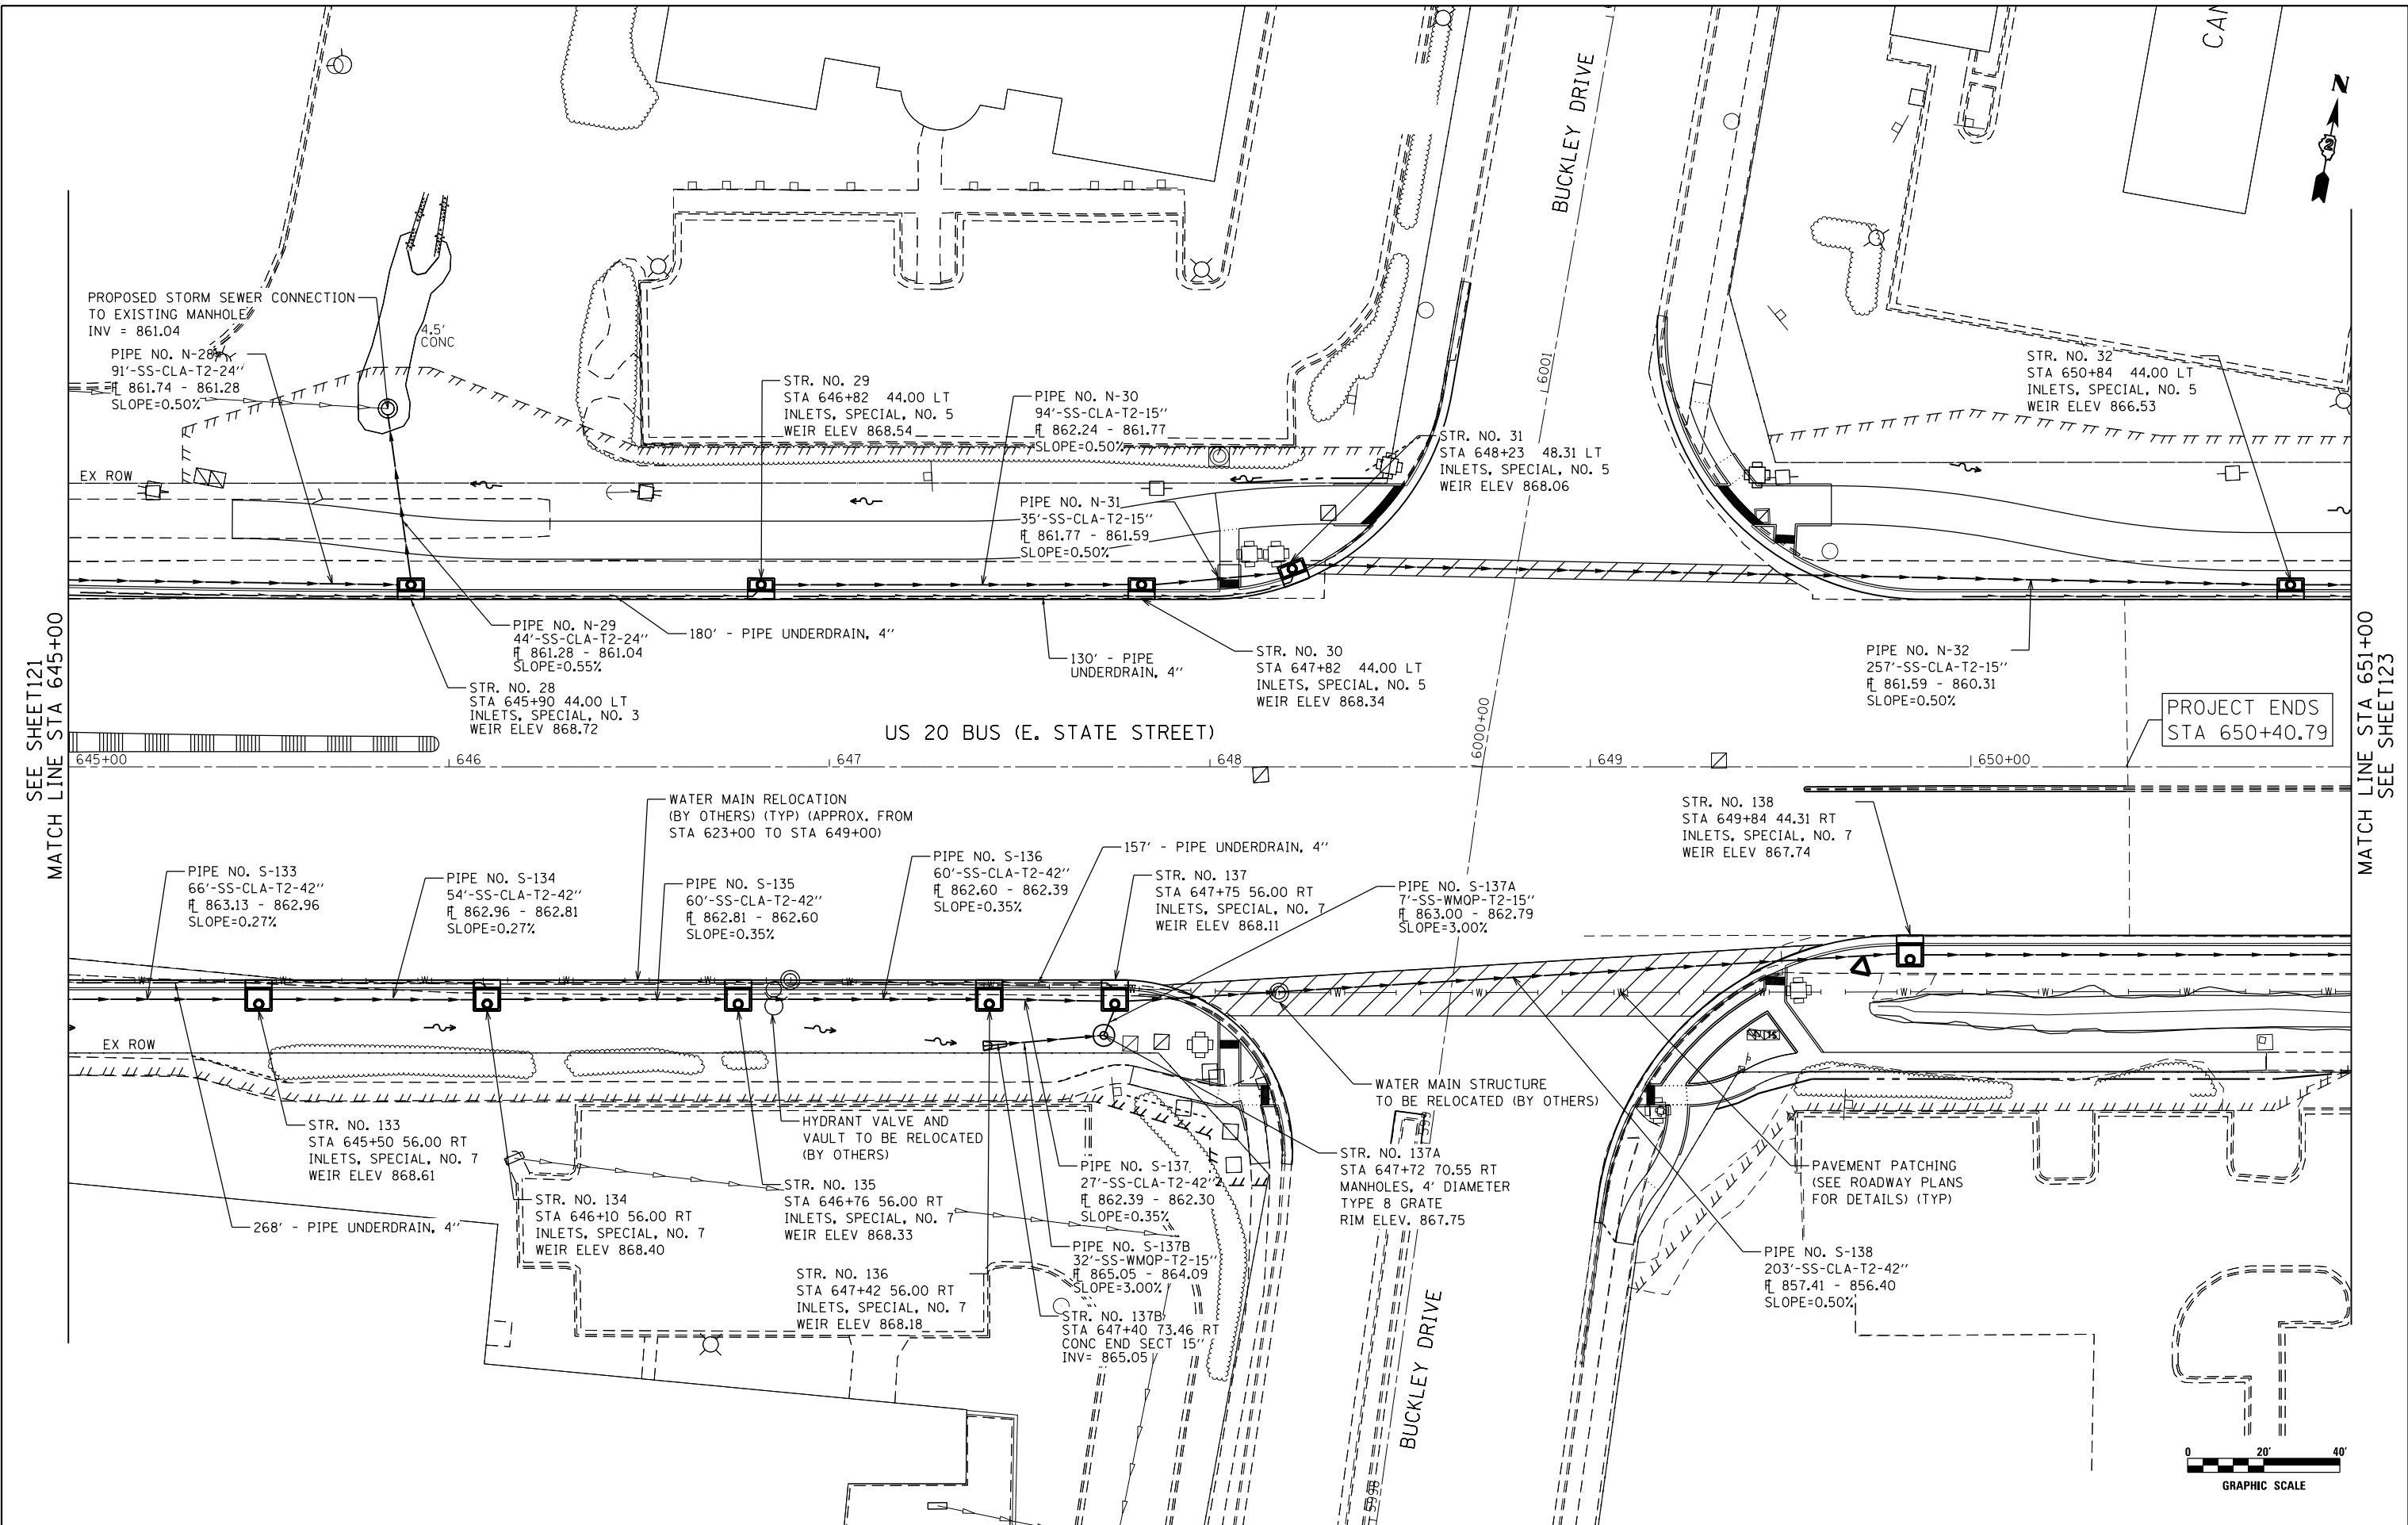 CAN
N
2
BUCKLEY DRIVE
PROPOSED STORM SEWER CONNECTION
TO EXISTING MANHOLE
INV = 861.04
4.5'
CONC
PIPE NO. N-28
91'-SS-CLA-T2-24''
FL 861.74 - 861.28
SLOPE=0.50%
STR. NO. 29
STA 646+82 44.00 LT
INLETS, SPECIAL, NO. 5
WEIR ELEV 868.54
PIPE NO. N-30
94'-SS-CLA-T2-15''
FL 862.24 - 861.77
SLOPE=0.50%
6001
STR. NO. 32
STA 650+84 44.00 LT
INLETS, SPECIAL, NO. 5
WEIR ELEV 866.53
STR. NO. 31
STA 648+23 48.31 LT
INLETS, SPECIAL, NO. 5
WEIR ELEV 868.06
EX ROW
PIPE NO. N-31
35'-SS-CLA-T2-15''
FL 861.77 - 861.59
SLOPE=0.50%
PIPE NO. N-29
44'-SS-CLA-T2-24''
FL 861.28 - 861.04
SLOPE=0.55%
180' - PIPE UNDERDRAIN, 4''
130' - PIPE
UNDERDRAIN, 4''
STR. NO. 30
STA 647+82 44.00 LT
INLETS, SPECIAL, NO. 5
WEIR ELEV 868.34
PIPE NO. N-32
257'-SS-CLA-T2-15''
FL 861.59 - 860.31
SLOPE=0.50%
STR. NO. 28
STA 645+90 44.00 LT
INLETS, SPECIAL, NO. 3
WEIR ELEV 868.72
SEE SHEET121
MATCH LINE STA 645+00
MATCH LINE STA 651+00
SEE SHEET123
PROJECT ENDS
STA 650+40.79
US 20 BUS (E. STATE STREET)
6000+00
645+00
646
647
648
649
650+00
WATER MAIN RELOCATION
(BY OTHERS) (TYP) (APPROX. FROM
STA 623+00 TO STA 649+00)
STR. NO. 138
STA 649+84 44.31 RT
INLETS, SPECIAL, NO. 7
WEIR ELEV 867.74
PIPE NO. S-133
66'-SS-CLA-T2-42''
FL 863.13 - 862.96
SLOPE=0.27%
PIPE NO. S-134
54'-SS-CLA-T2-42''
FL 862.96 - 862.81
SLOPE=0.27%
PIPE NO. S-135
60'-SS-CLA-T2-42''
FL 862.81 - 862.60
SLOPE=0.35%
PIPE NO. S-136
60'-SS-CLA-T2-42''
FL 862.60 - 862.39
SLOPE=0.35%
157' - PIPE UNDERDRAIN, 4''
STR. NO. 137
STA 647+75 56.00 RT
INLETS, SPECIAL, NO. 7
WEIR ELEV 868.11
PIPE NO. S-137A
7'-SS-WMQP-T2-15''
FL 863.00 - 862.79
SLOPE=3.00%
EX ROW
STR. NO. 133
STA 645+50 56.00 RT
INLETS, SPECIAL, NO. 7
WEIR ELEV 868.61
268' - PIPE UNDERDRAIN, 4''
STR. NO. 134
STA 646+10 56.00 RT
INLETS, SPECIAL, NO. 7
WEIR ELEV 868.40
HYDRANT VALVE AND
VAULT TO BE RELOCATED
(BY OTHERS)
STR. NO. 135
STA 646+76 56.00 RT
INLETS, SPECIAL, NO. 7
WEIR ELEV 868.33
STR. NO. 136
STA 647+42 56.00 RT
INLETS, SPECIAL, NO. 7
WEIR ELEV 868.18
PIPE NO. S-137
27'-SS-CLA-T2-42''
FL 862.39 - 862.30
SLOPE=0.35%
PIPE NO. S-137B
32'-SS-WMQP-T2-15''
FL 865.05 - 864.09
SLOPE=3.00%
STR. NO. 137B
STA 647+40 73.46 RT
CONC END SECT 15''
INV= 865.05
WATER MAIN STRUCTURE
TO BE RELOCATED (BY OTHERS)
STR. NO. 137A
STA 647+72 70.55 RT
MANHOLES, 4' DIAMETER
TYPE 8 GRATE
RIM ELEV. 867.75
PAVEMENT PATCHING
(SEE ROADWAY PLANS
FOR DETAILS) (TYP)
PIPE NO. S-138
203'-SS-CLA-T2-42''
FL 857.41 - 856.40
SLOPE=0.50%
BUCKLEY DRIVE
5998
0 20' 40'
GRAPHIC SCALE